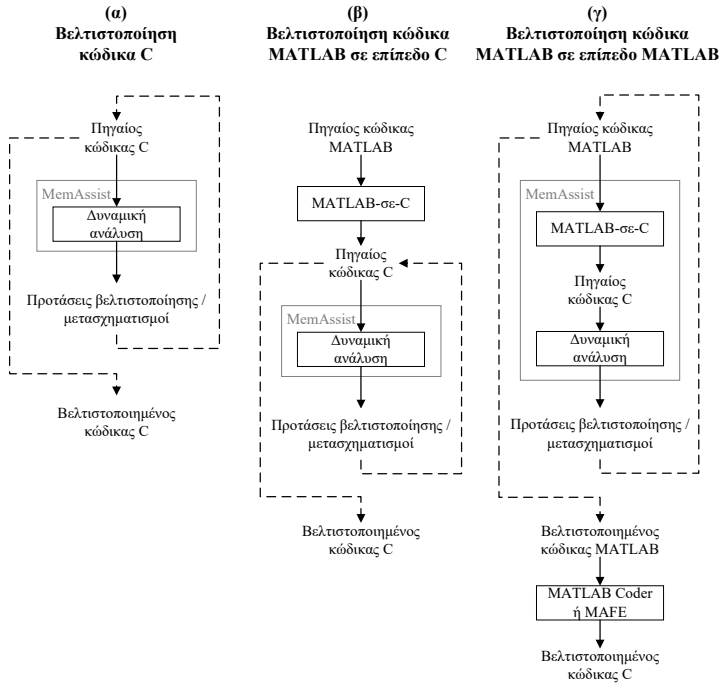 (α)
Βελτιστοποίηση
κώδικα C
Πηγαίος
κώδικας C
MemAssist
Δυναμική
ανάλυση
Προτάσεις βελτιστοποίησης /
μετασχηματισμοί
Βελτιστοποιημένος
κώδικας C
(β)
Βελτιστοποίηση κώδικα
MATLAB σε επίπεδο C
Πηγαίος κώδικας
MATLAB
MATLAB-σε-C
Πηγαίος
κώδικας C
MemAssist
Δυναμική
ανάλυση
Προτάσεις βελτιστοποίησης /
μετασχηματισμοί
Βελτιστοποιημένος
κώδικας C
(γ)
Βελτιστοποίηση κώδικα
MATLAB σε επίπεδο MATLAB
Πηγαίος κώδικας
MATLAB
MemAssist
MATLAB-σε-C
Πηγαίος
κώδικας C
Δυναμική
ανάλυση
Προτάσεις βελτιστοποίησης /
μετασχηματισμοί
Βελτιστοποιημένος
κώδικας MATLAB
MATLAB Coder
ή MAFE
Βελτιστοποιημένος
κώδικας C